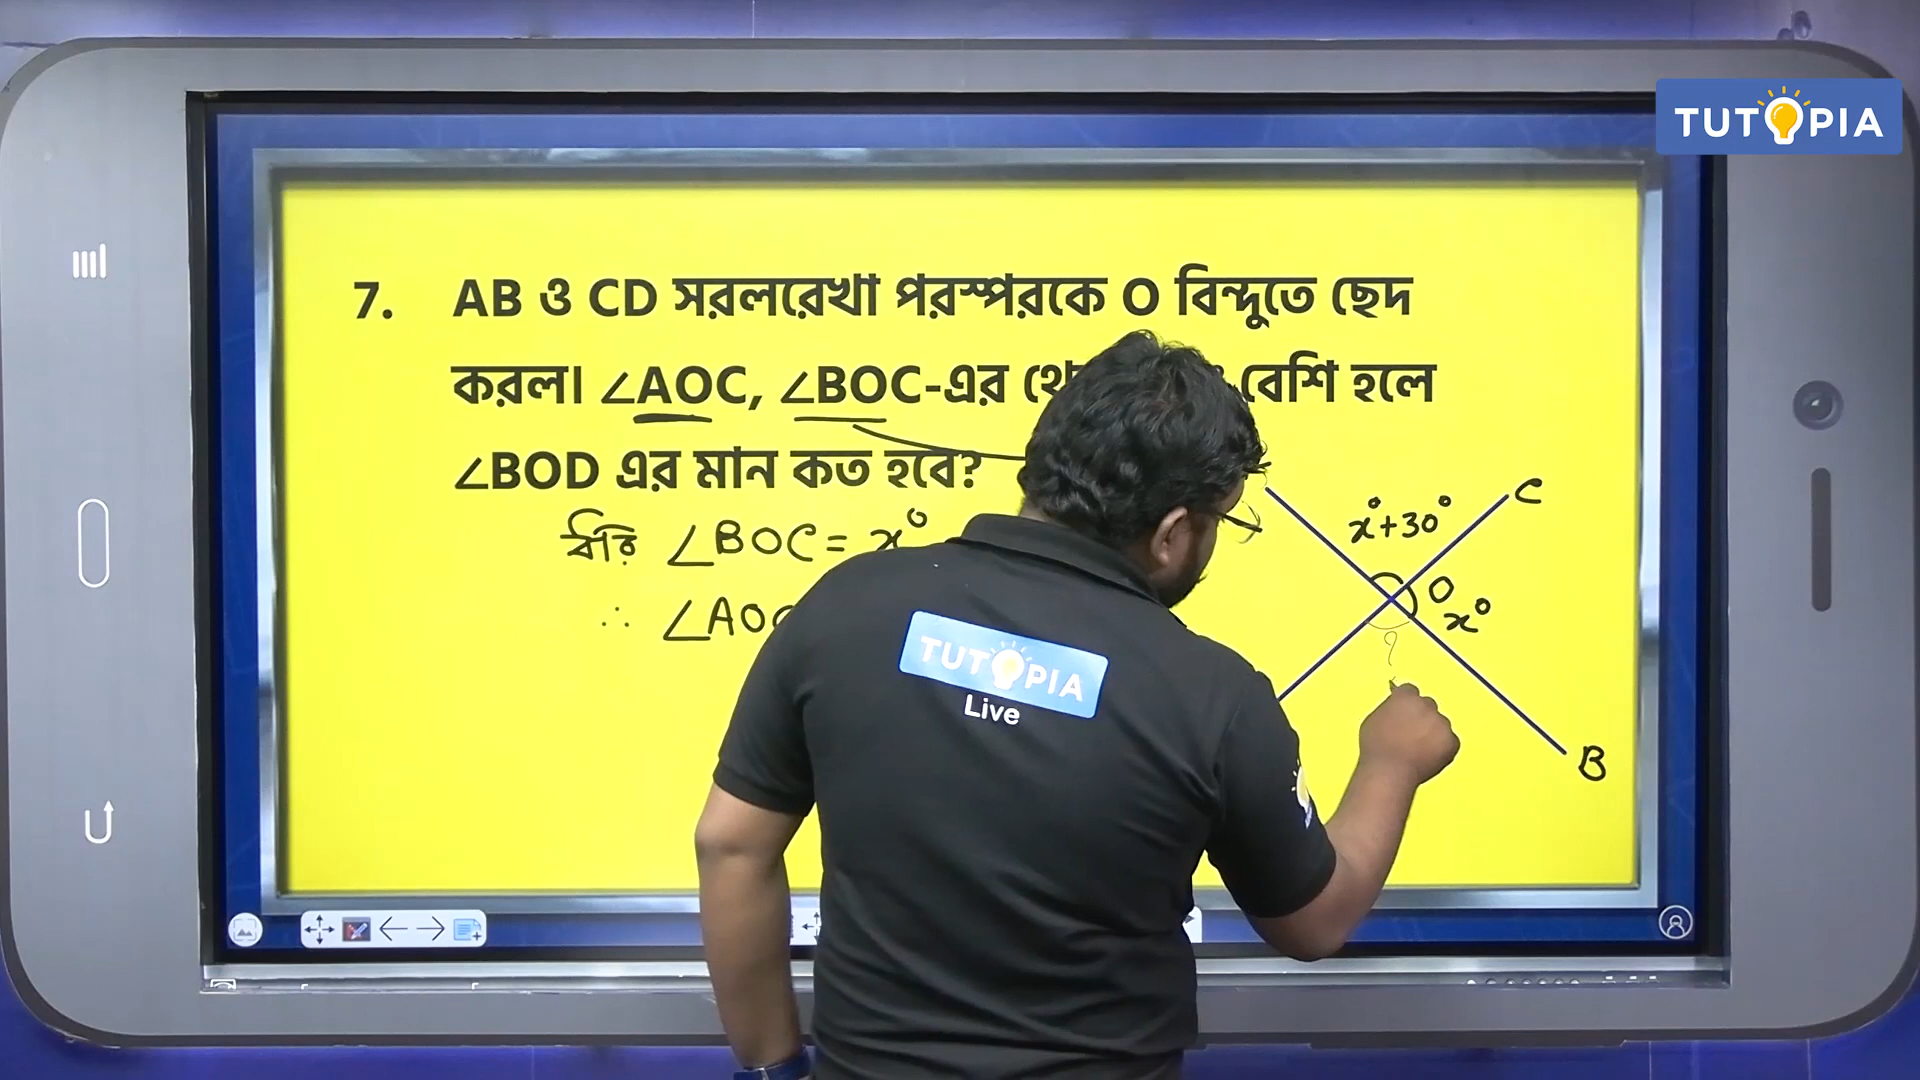 TUTOPIA
7. AB ও CD সরলরেখা পরস্পরকে O বিন্দুতে ছেদ
করল। ∠AOC, ∠BOC-এর বেশি হলে
∠BOD এর মান কত হবে?
ধরি ∠BOC = x°
∴ ∠AOC
x°+30°
C
O
x°
?
B
TUTOPIA
Live